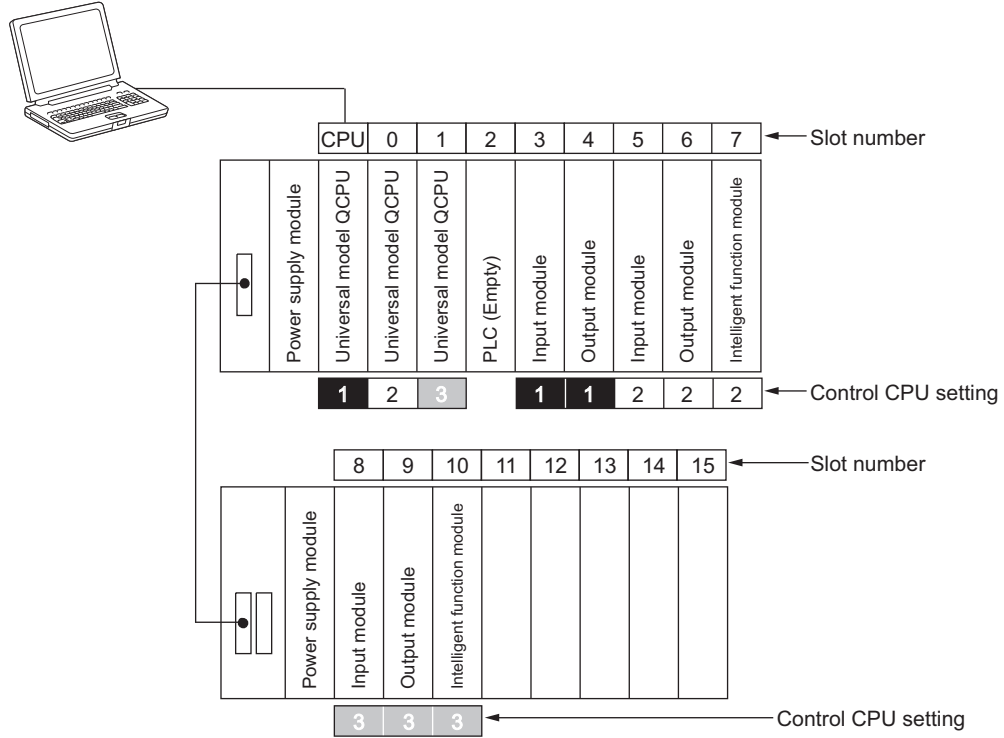 CPU 0 1 2 3 4 5 6 7 Slot number
Power supply module
Universal model QCPU
Universal model QCPU
Universal model QCPU
PLC (Empty)
Input module
Output module
Input module
Output module
Intelligent function module
1 2 3 1 1 2 2 2 Control CPU setting
8 9 10 11 12 13 14 15 Slot number
Power supply module
Input module
Output module
Intelligent function module
3 3 3 Control CPU setting